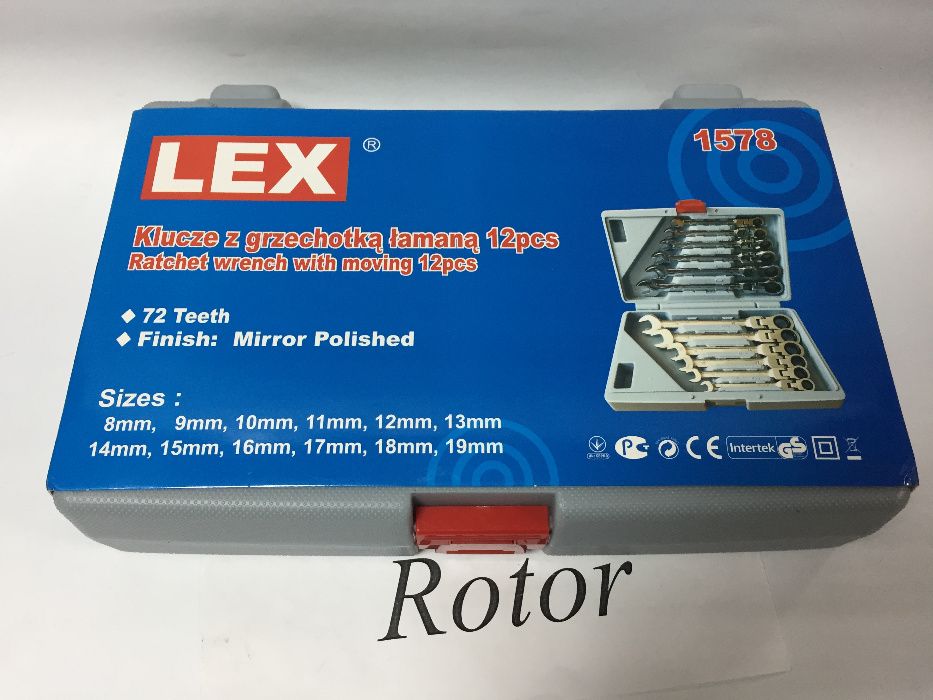 LEX ®
1578
Klucze z grzechotką łamaną 12pcs
Ratchet wrench with moving 12pcs
72 Teeth
Finish: Mirror Polished
Sizes :
8mm, 9mm, 10mm, 11mm, 12mm, 13mm
14mm, 15mm, 16mm, 17mm, 18mm, 19mm
CE Intertek GS
Rotor